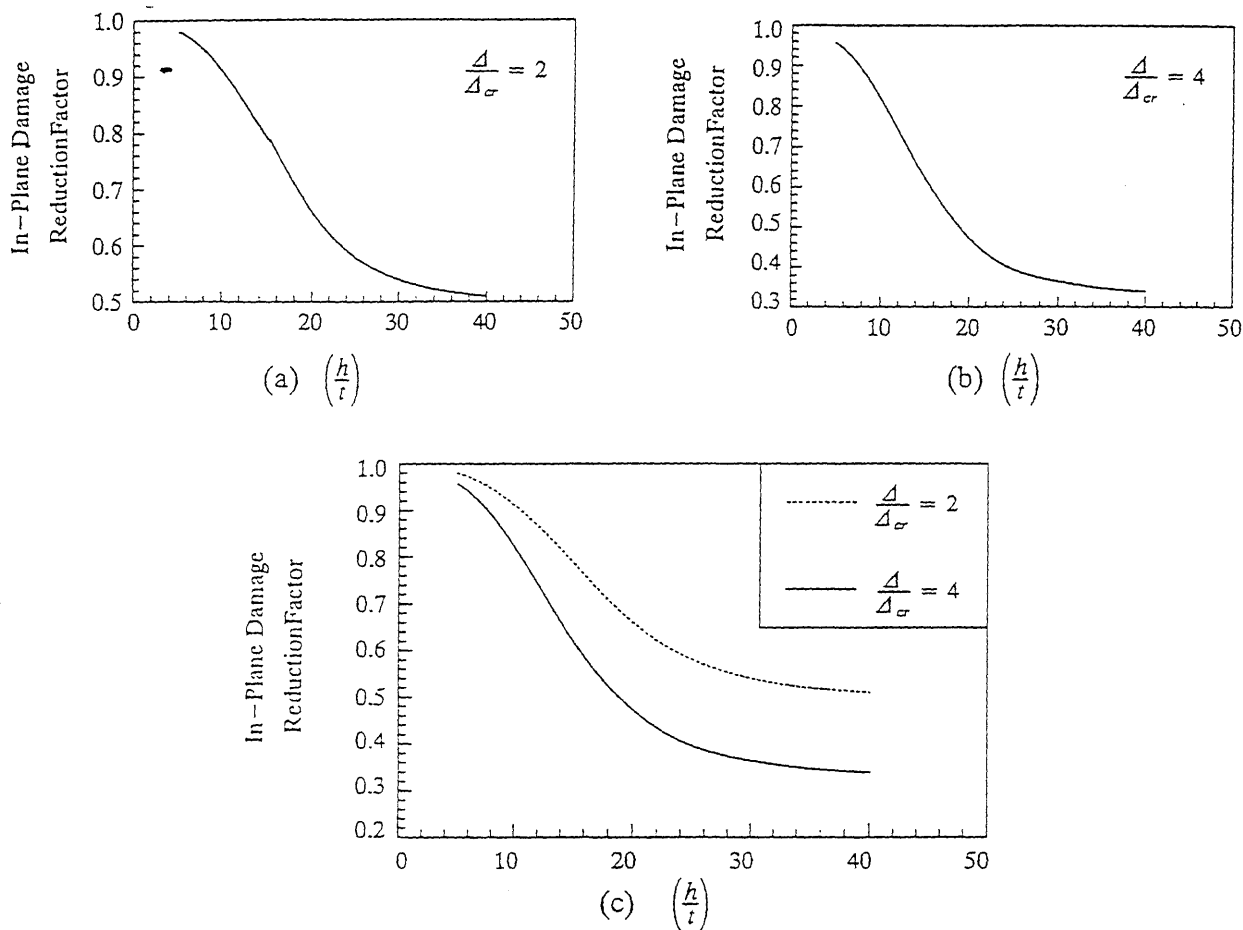 1.0
0.9
0.8
0.7
0.6
0.5
0 10 20 30 40 50
In-Plane Damage
ReductionFactor
Δ/Δcr = 2
(a) (h/t)
1.0
0.9
0.8
0.7
0.6
0.5
0.4
0.3
0 10 20 30 40 50
In-Plane Damage
ReductionFactor
Δ/Δcr = 4
(b) (h/t)
1.0
0.9
0.8
0.7
0.6
0.5
0.4
0.3
0.2
0 10 20 30 40 50
In-Plane Damage
ReductionFactor
Δ/Δcr = 2
Δ/Δcr = 4
(c) (h/t)